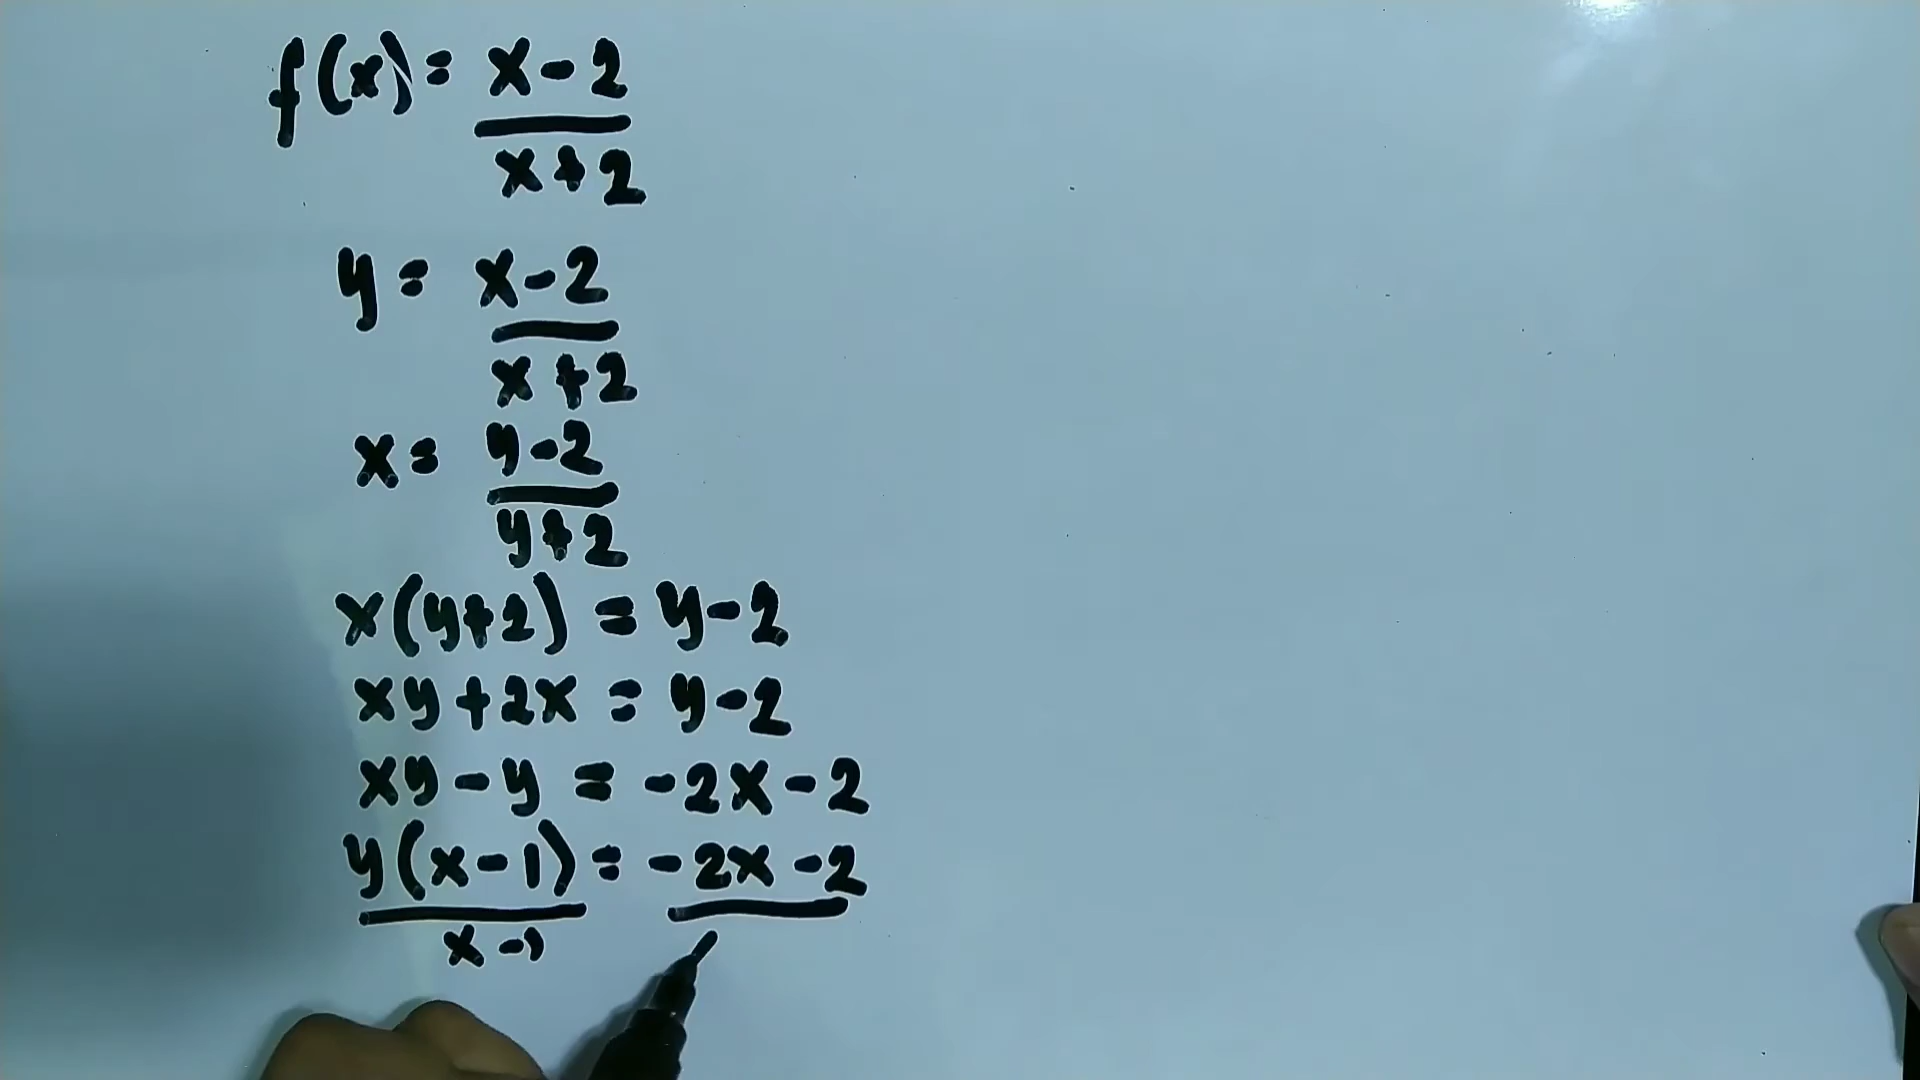 f(x) = x - 2
x + 2
y = x - 2
x + 2
x = y - 2
y + 2
x(y+2) = y - 2
xy + 2x = y - 2
xy - y = -2x - 2
y(x - 1) = -2x - 2
x - 1